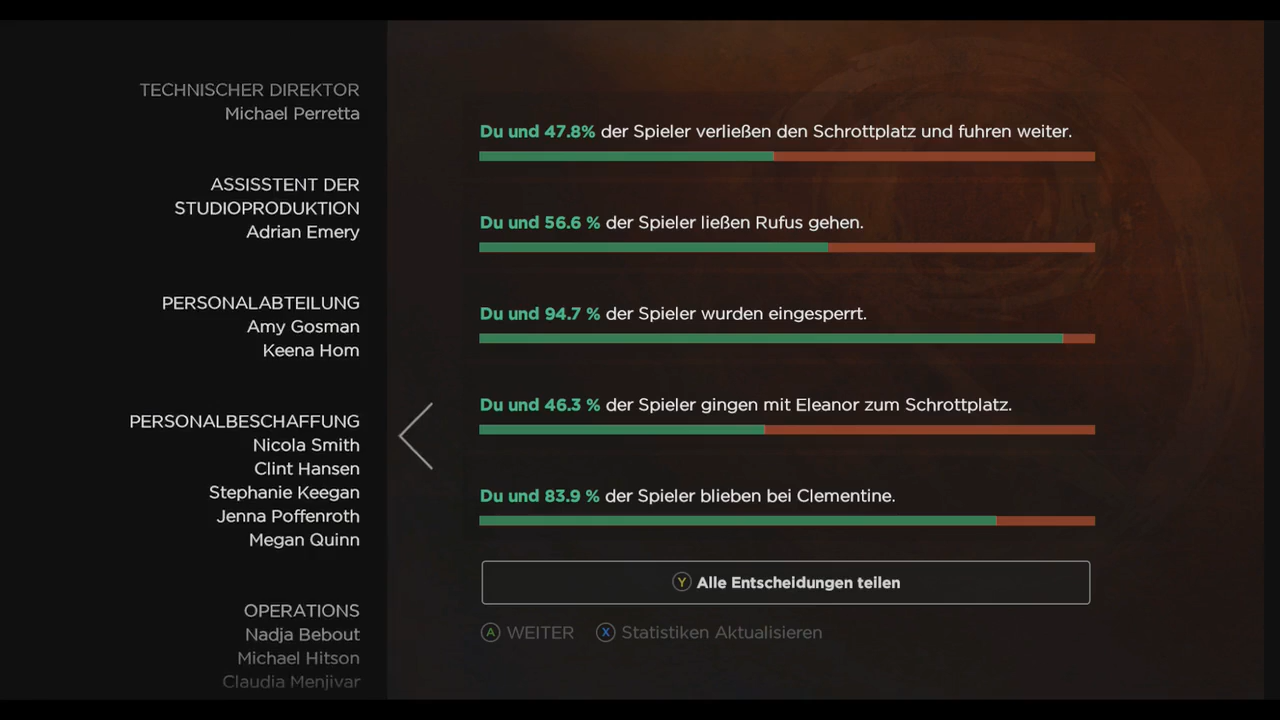 TECHNISCHER DIREKTOR
Michael Perretta
ASSISSTENT DER
STUDIOPRODUKTION
Adrian Emery
PERSONALABTEILUNG
Amy Gosman
Keena Hom
PERSONALBESCHAFFUNG
Nicola Smith
Clint Hansen
Stephanie Keegan
Jenna Poffenroth
Megan Quinn
OPERATIONS
Nadja Bebout
Michael Hitson
Claudia Menjivar
Du und 47.8% der Spieler verließen den Schrottplatz und fuhren weiter.
Du und 56.6 % der Spieler ließen Rufus gehen.
Du und 94.7 % der Spieler wurden eingesperrt.
Du und 46.3 % der Spieler gingen mit Eleanor zum Schrottplatz.
Du und 83.9 % der Spieler blieben bei Clementine.
Y Alle Entscheidungen teilen
A WEITER X Statistiken Aktualisieren